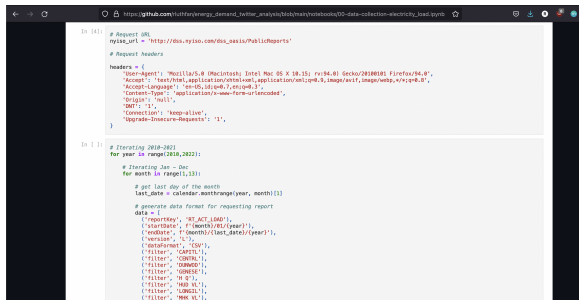 https://github.com/rluthfan/energy_demand_twitter_analysis/blob/main/notebooks/00-data-collection-electricity_load.ipynb
In [4]:
# Request URL
nyiso_url = 'http://dss.nyiso.com/dss_oasis/PublicReports'
# Request headers
headers = {
'User-Agent': 'Mozilla/5.0 (Macintosh; Intel Mac OS X 10.15; rv:94.0) Gecko/20100101 Firefox/94.0',
'Accept': 'text/html,application/xhtml+xml,application/xml;q=0.9,image/avif,image/webp,*/*;q=0.8',
'Accept-Language': 'en-US,id;q=0.7,en;q=0.3',
'Content-Type': 'application/x-www-form-urlencoded',
'Origin': 'null',
'DNT': '1',
'Connection': 'keep-alive',
'Upgrade-Insecure-Requests': '1',
}
In [ ]:
# Iterating 2010-2021
for year in range(2010,2022):
# Iterating Jan - Dec
for month in range(1,13):
# get last day of the month
last_date = calendar.monthrange(year, month)[1]
# generate data format for requesting report
data = [
('reportKey', 'RT_ACT_LOAD'),
('startDate', f'{month}/01/{year}'),
('endDate', f'{month}/{last_date}/{year}'),
('version', 'L'),
('dataFormat', 'CSV'),
('filter', 'CAPITL'),
('filter', 'CENTRL'),
('filter', 'DUNWOD'),
('filter', 'GENESE'),
('filter', 'H Q'),
('filter', 'HUD VL'),
('filter', 'LONGIL'),
('filter', 'MHK VL'),